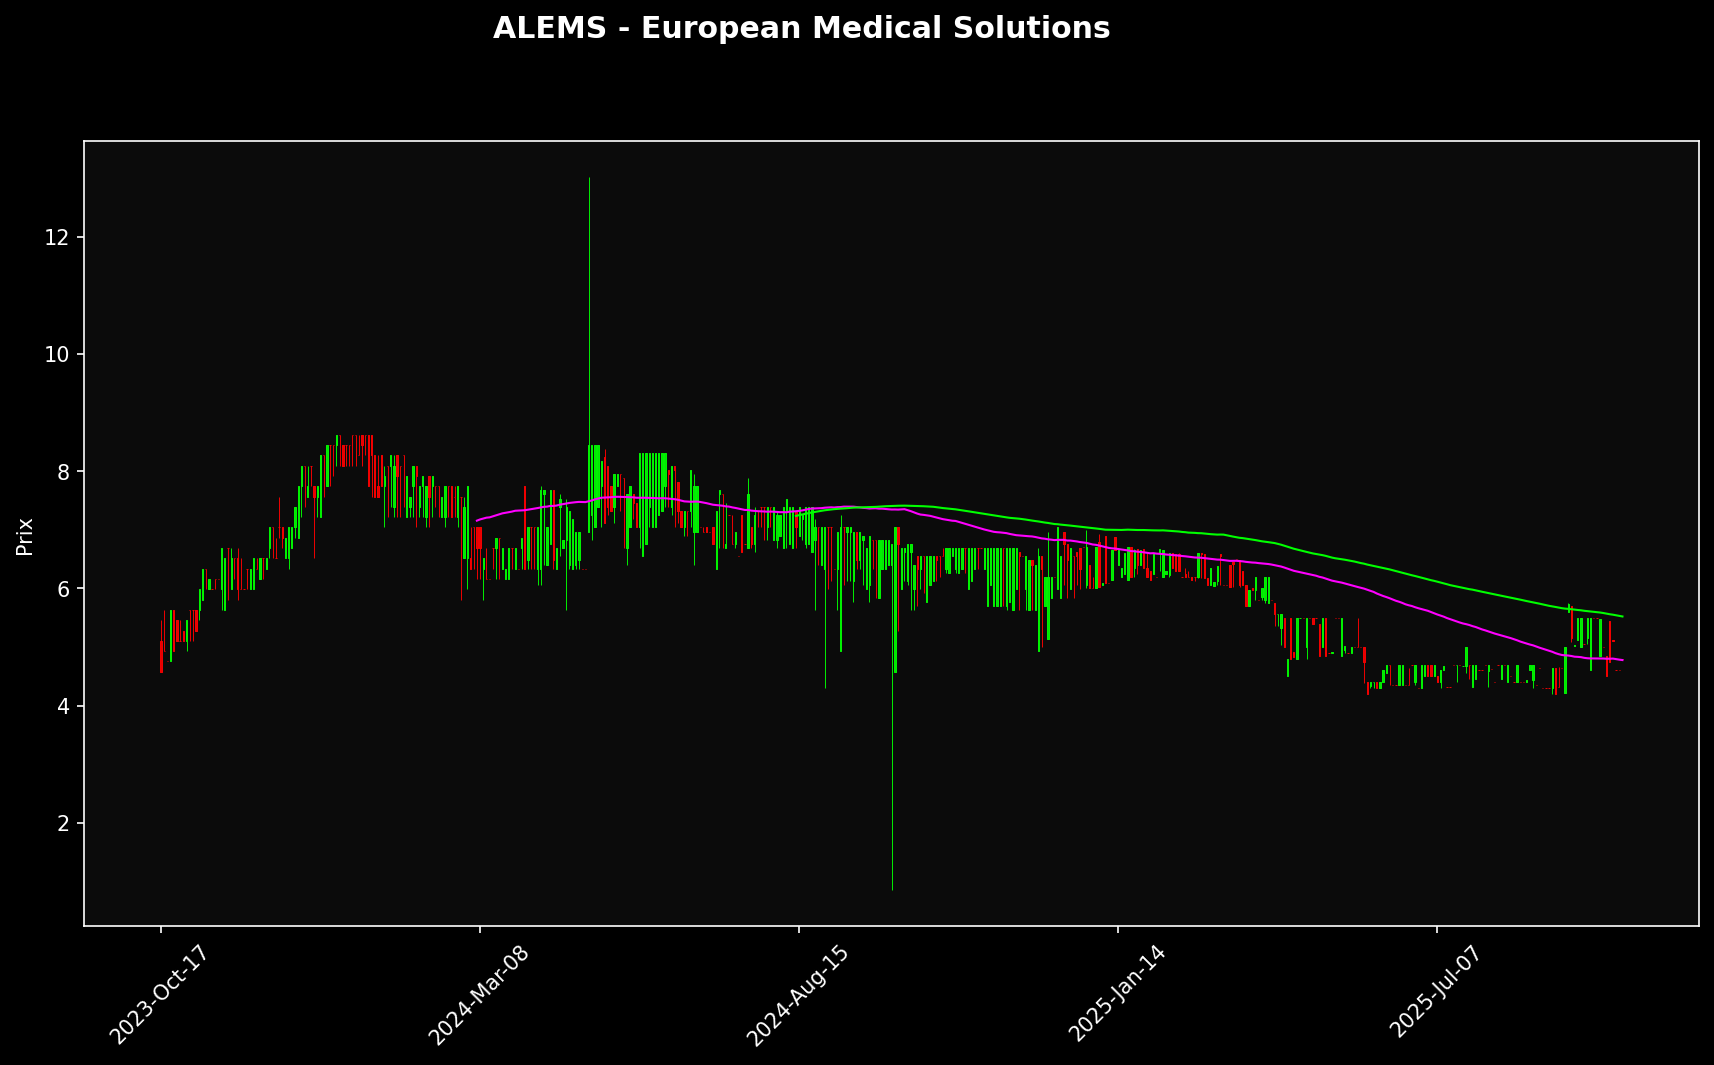 ALEMS - European Medical Solutions
Prix
12
10
8
6
4
2
2023-Oct-17
2024-Mar-08
2024-Aug-15
2025-Jan-14
2025-Jul-07